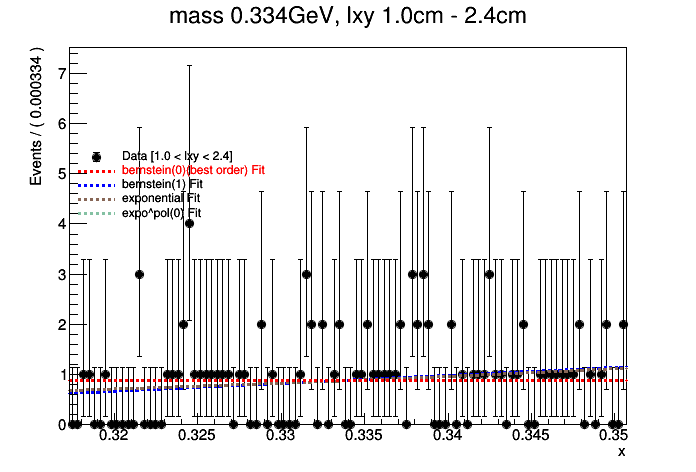 mass 0.334GeV, lxy 1.0cm - 2.4cm
Events / ( 0.000334 )
7
6
5
4
3
2
1
0
Data [1.0 < lxy < 2.4]
bernstein(0)(best order) Fit
bernstein(1) Fit
exponential Fit
expo^pol(0) Fit
0.32 0.325 0.33 0.335 0.34 0.345 0.35
x